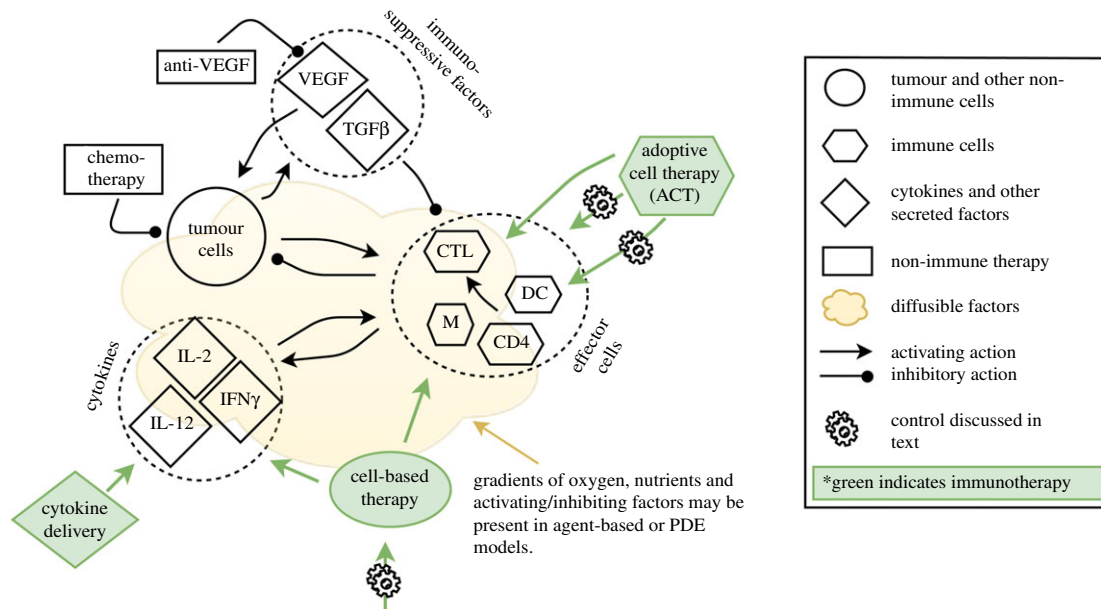 anti-VEGF
VEGF
TGFβ
immuno-
suppressive factors
chemo-
therapy
tumour
cells
adoptive
cell therapy
(ACT)
CTL
DC
M
CD4
effector
cells
cytokines
IL-2
IFNγ
IL-12
cytokine
delivery
cell-based
therapy
gradients of oxygen, nutrients and
activating/inhibiting factors may be
present in agent-based or PDE
models.
tumour and other non-
immune cells
immune cells
cytokines and other
secreted factors
non-immune therapy
diffusible factors
activating action
inhibitory action
control discussed in
text
*green indicates immunotherapy